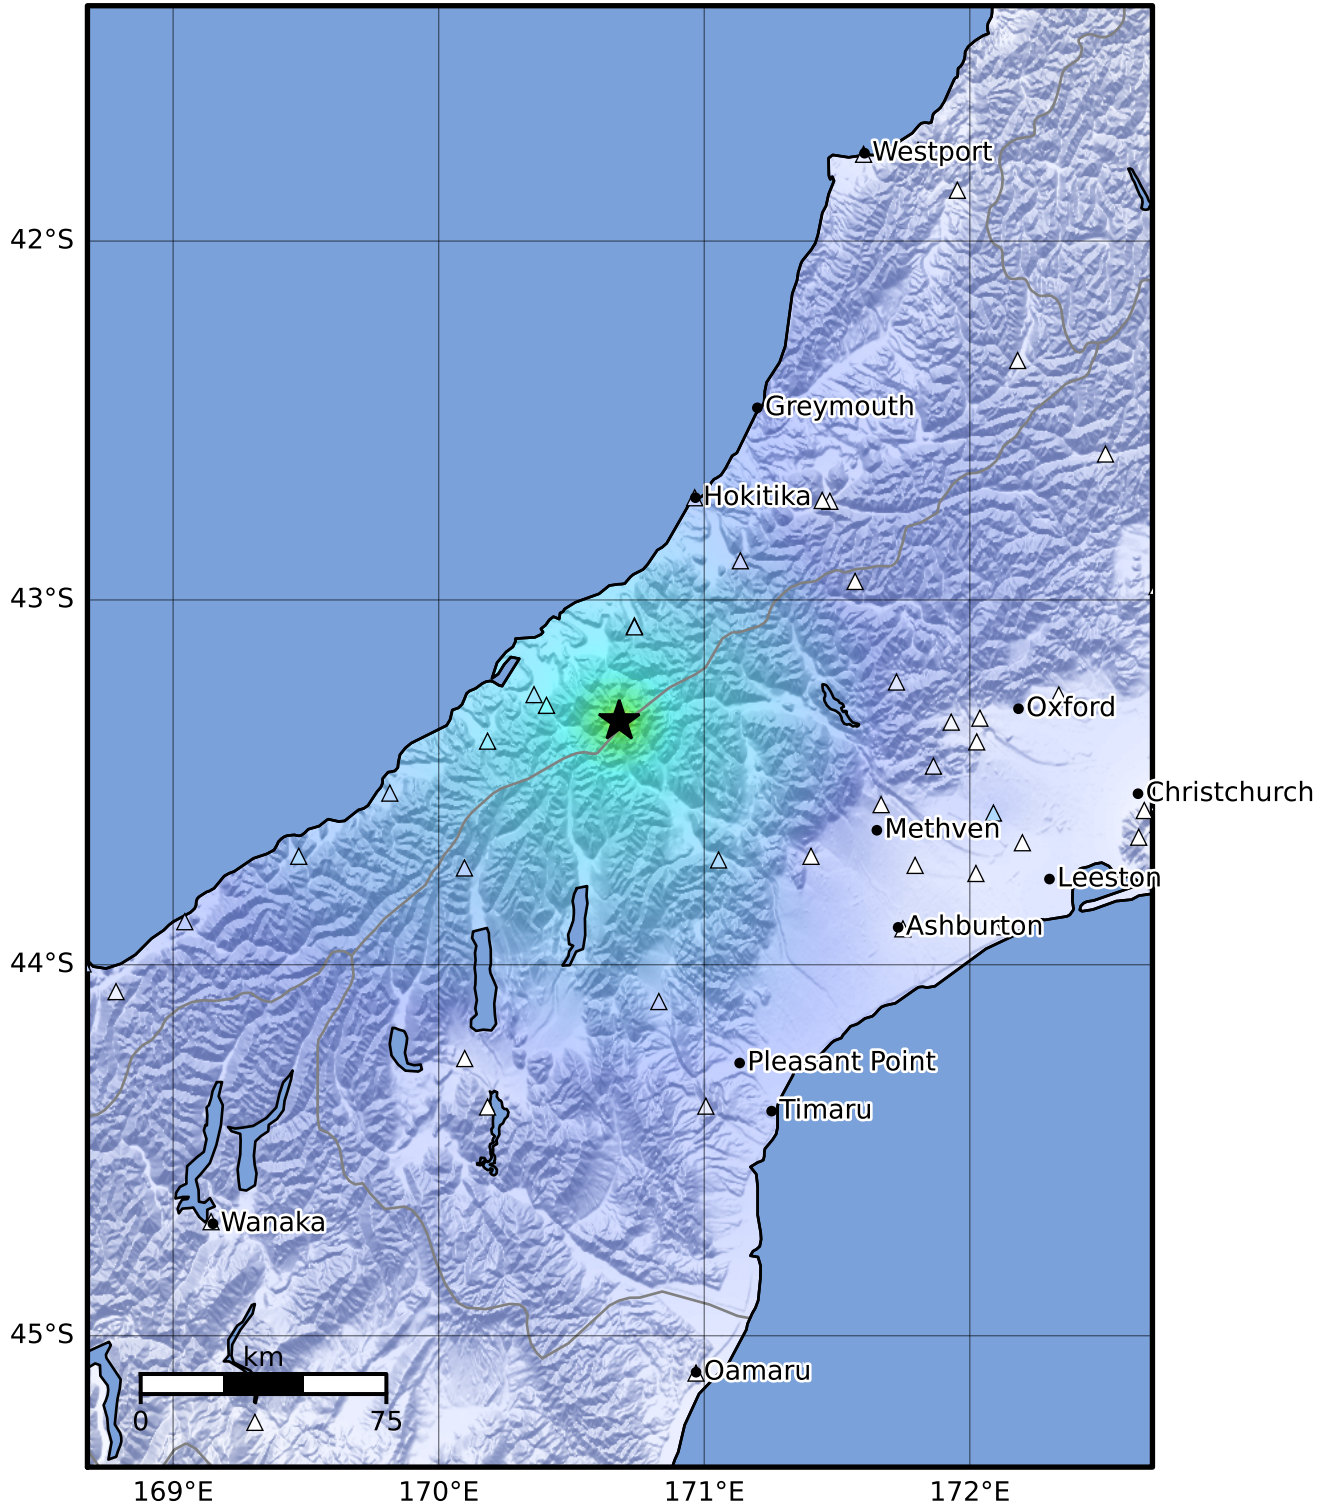 Westport
42°S
Greymouth
Hokitika
43°S
Oxford
Christchurch
Methven
Leeston
Ashburton
44°S
Pleasant Point
Timaru
Wanaka
45°S
km
Oamaru
0
75
169°E
170°E
171°E
172°E